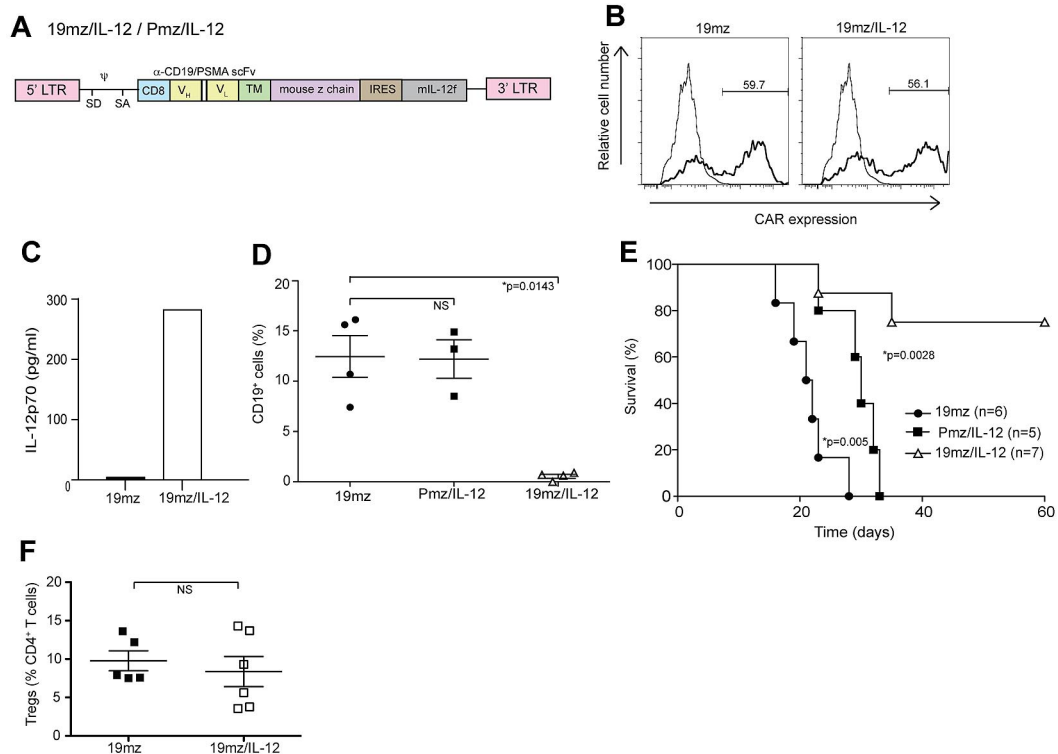 A
19mz/IL-12 / Pmz/IL-12
ψ
α-CD19/PSMA scFv
5' LTR
SD
SA
CD8
VH
VL
TM
mouse z chain
IRES
mIL-12f
3' LTR
B
19mz
19mz/IL-12
Relative cell number
59.7
56.1
CAR expression
C
IL-12p70 (pg/ml)
300
200
100
0
19mz
19mz/IL-12
D
CD19+ cells (%)
20
15
10
5
0
*p=0.0143
NS
19mz
Pmz/IL-12
19mz/IL-12
E
Survival (%)
100
80
60
40
20
0
*p=0.0028
*p=0.005
19mz (n=6)
Pmz/IL-12 (n=5)
19mz/IL-12 (n=7)
0
20
40
60
Time (days)
F
Tregs (% CD4+ T cells)
20
15
10
5
0
NS
19mz
19mz/IL-12